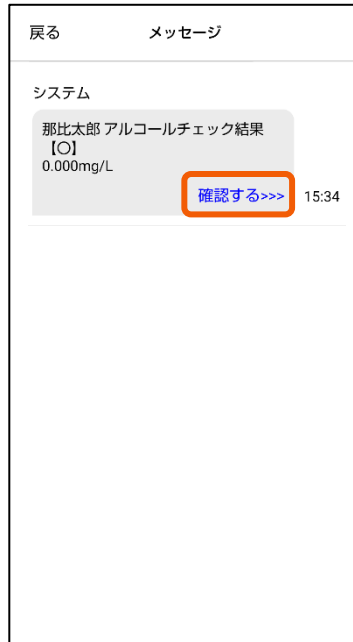 戻る メッセージ
システム
那比太郎 アルコールチェック結果
【〇】
0.000mg/L
確認する>>> 15:34